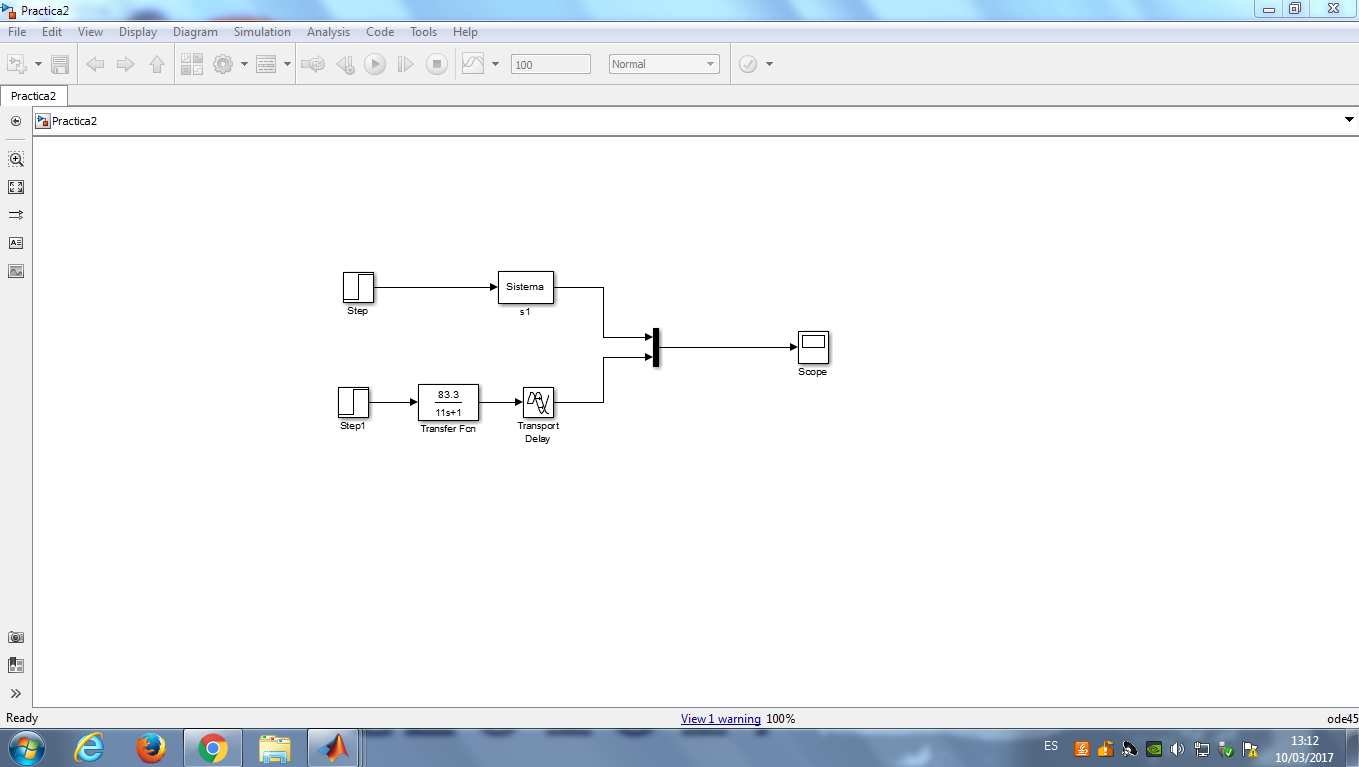 Practica2
File Edit View Display Diagram Simulation Analysis Code Tools Help
100 Normal
Practica2
Practica2
Step
Sistema
s1
Scope
Step1
83.3
11s+1
Transfer Fcn
Transport
Delay
Ready View 1 warning 100% ode45
ES 13:12
10/03/2017